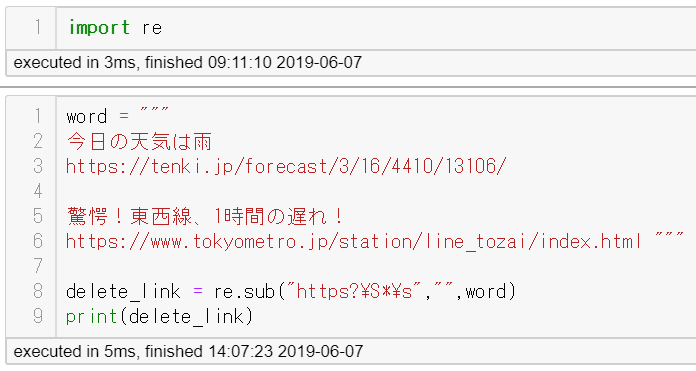 1 import re
executed in 3ms, finished 09:11:10 2019-06-07
1 word = """
2 今日の天気は雨
3 https://tenki.jp/forecast/3/16/4410/13106/
4
5 驚愕！東西線、1時間の遅れ！
6 https://www.tokyometro.jp/station/line_tozai/index.html """
7
8 delete_link = re.sub("https?¥S*¥s","",word)
9 print(delete_link)
executed in 5ms, finished 14:07:23 2019-06-07